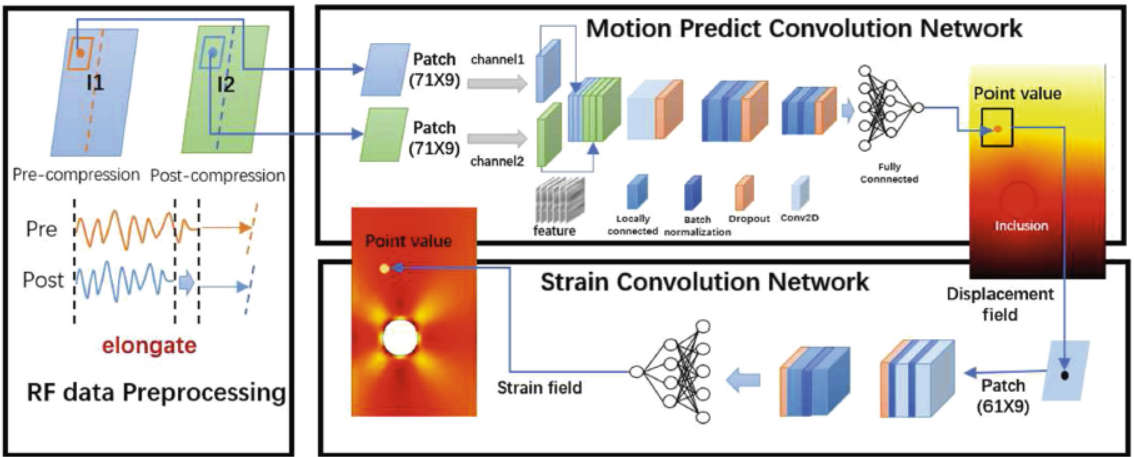 I1
I2
Pre-compression
Post-compression
Pre
Post
elongate
RF data Preprocessing
Motion Predict Convolution Network
Patch
(71X9)
channel1
Patch
(71X9)
channel2
feature
Locally
connected
Batch
normalization
Dropout
Conv2D
Fully
Connnected
Point value
Inclusion
Displacement
field
Strain Convolution Network
Point value
Strain field
Patch
(61X9)